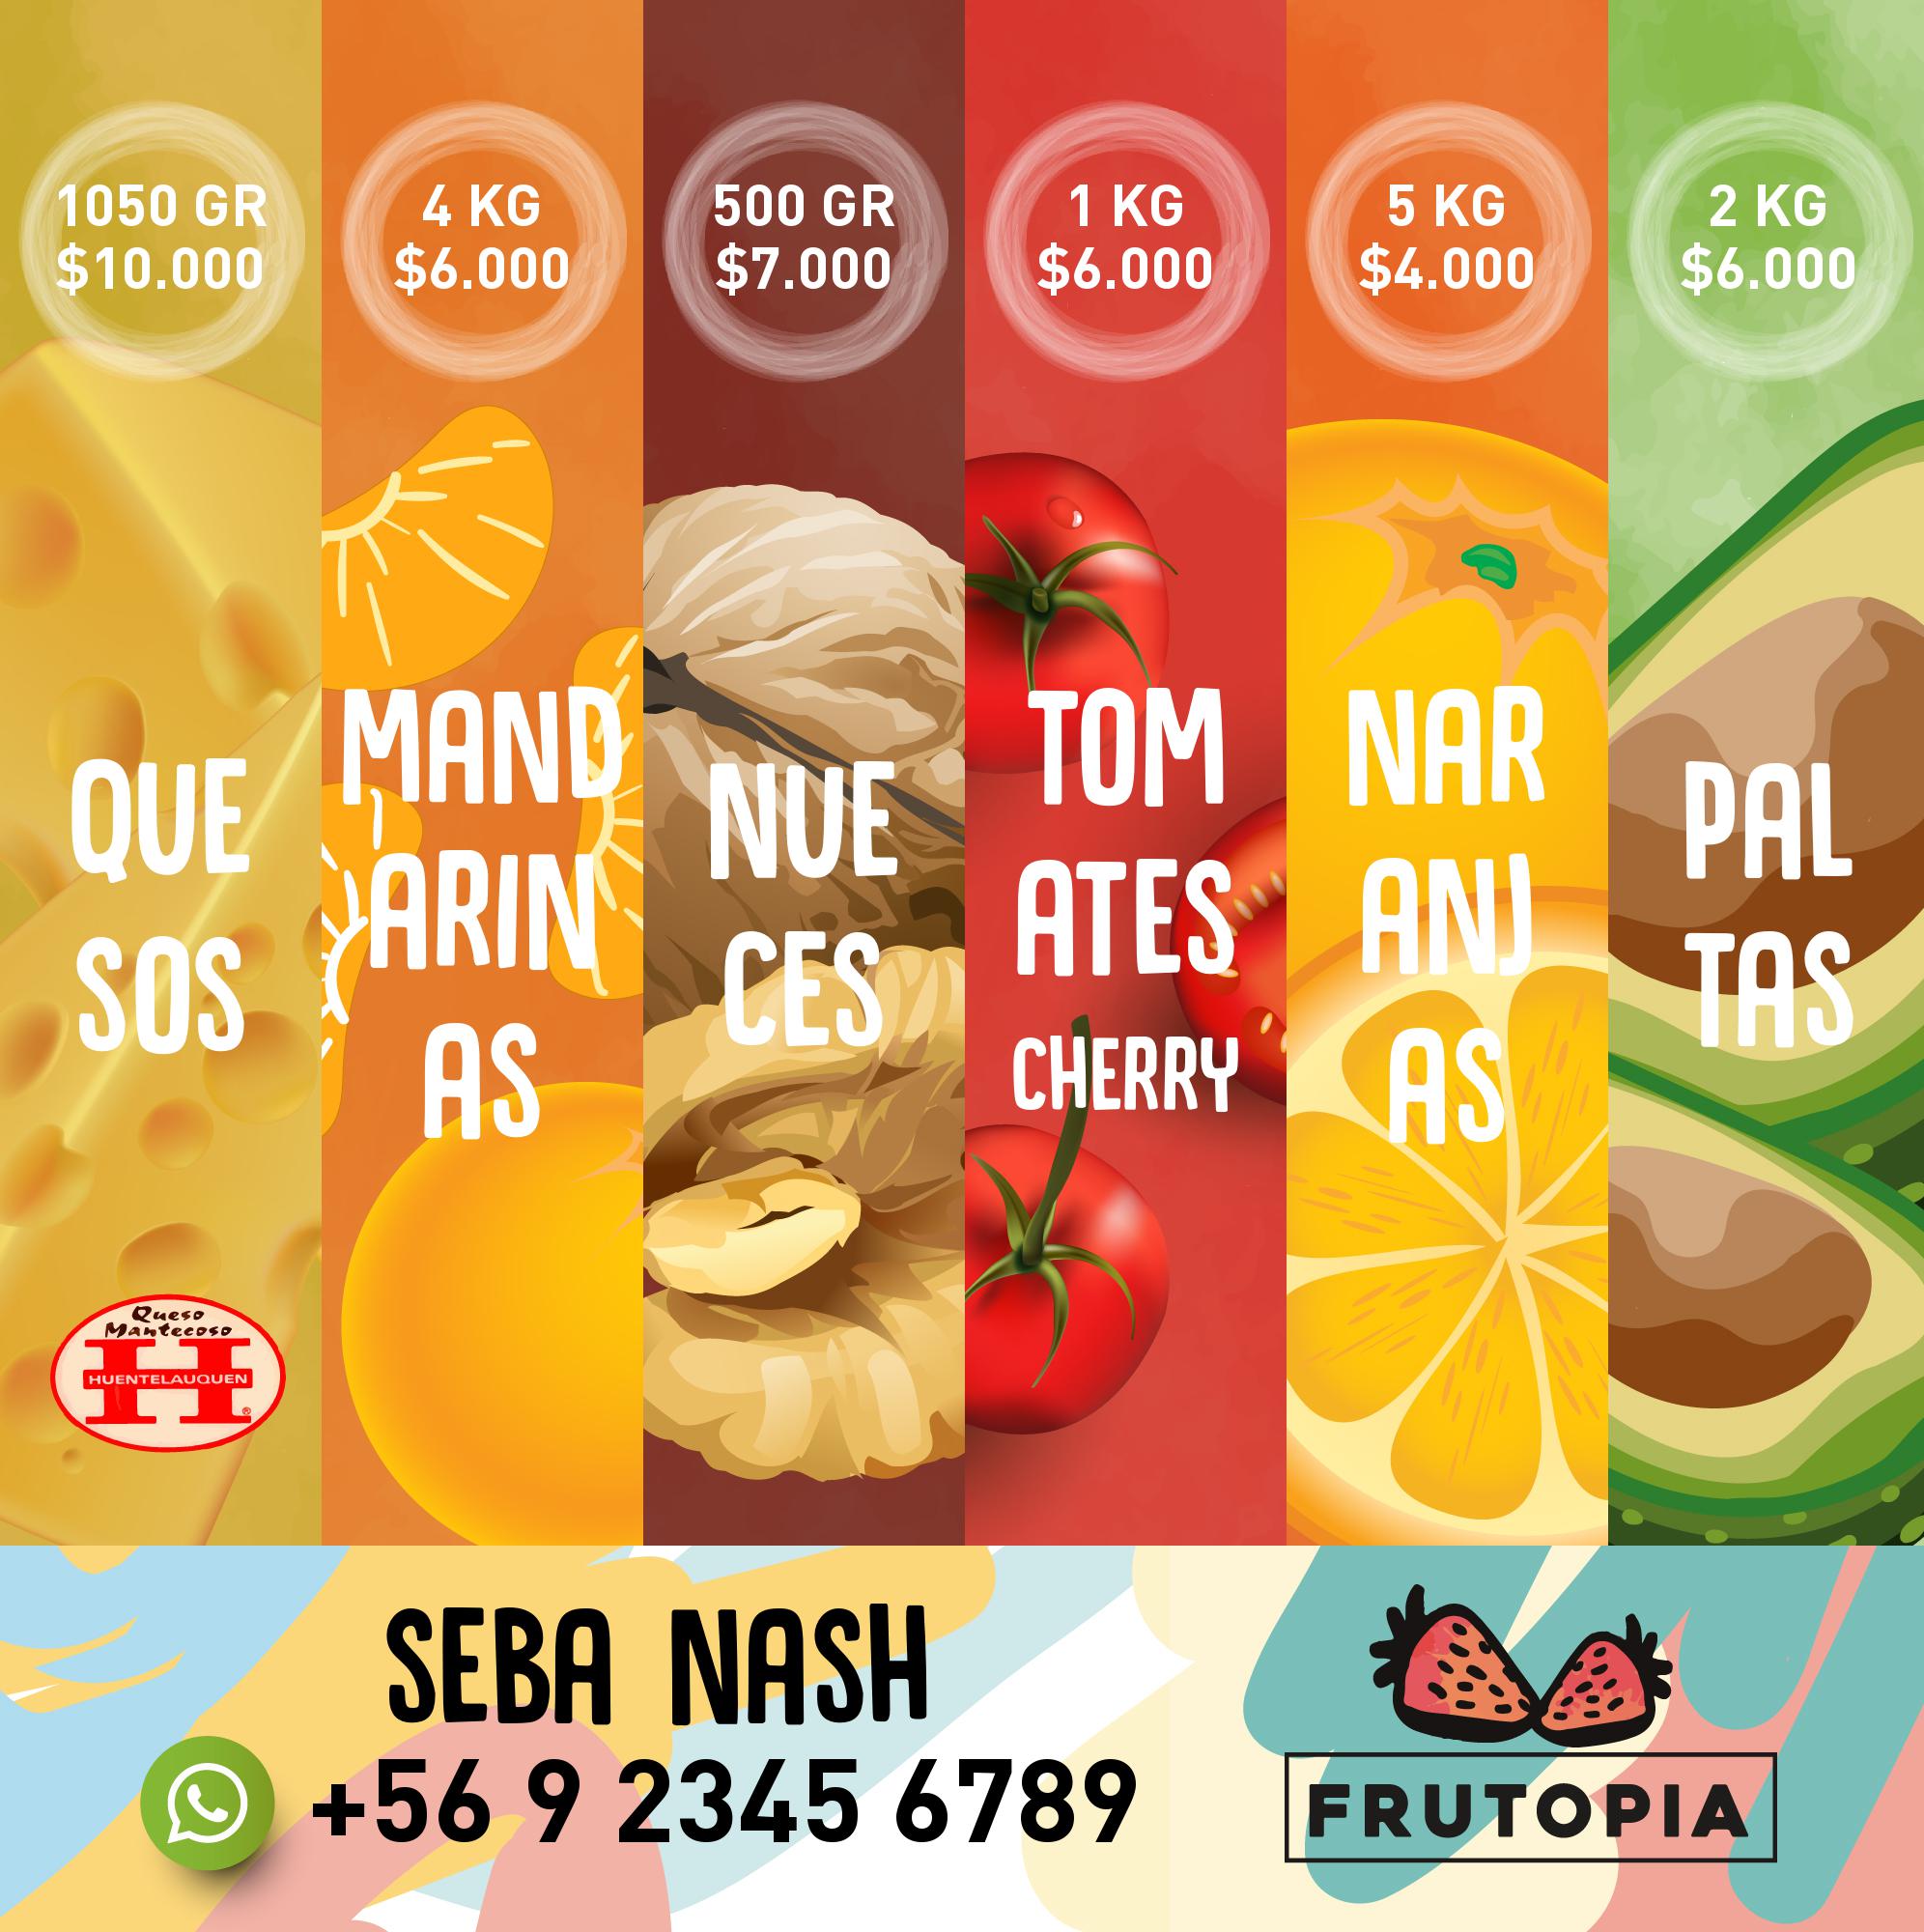 1050 GR
$10.000
QUE
SOS
Queso
Mantecoso
H
HUENTELAUQUEN
®
4 KG
$6.000
MAND
ARIN
AS
500 GR
$7.000
NUE
CES
1 KG
$6.000
TOM
ATES
CHERRY
5 KG
$4.000
NAR
ANJ
AS
2 KG
$6.000
PAL
TAS
SEBA NASH
+56 9 2345 6789
FRUTOPIA